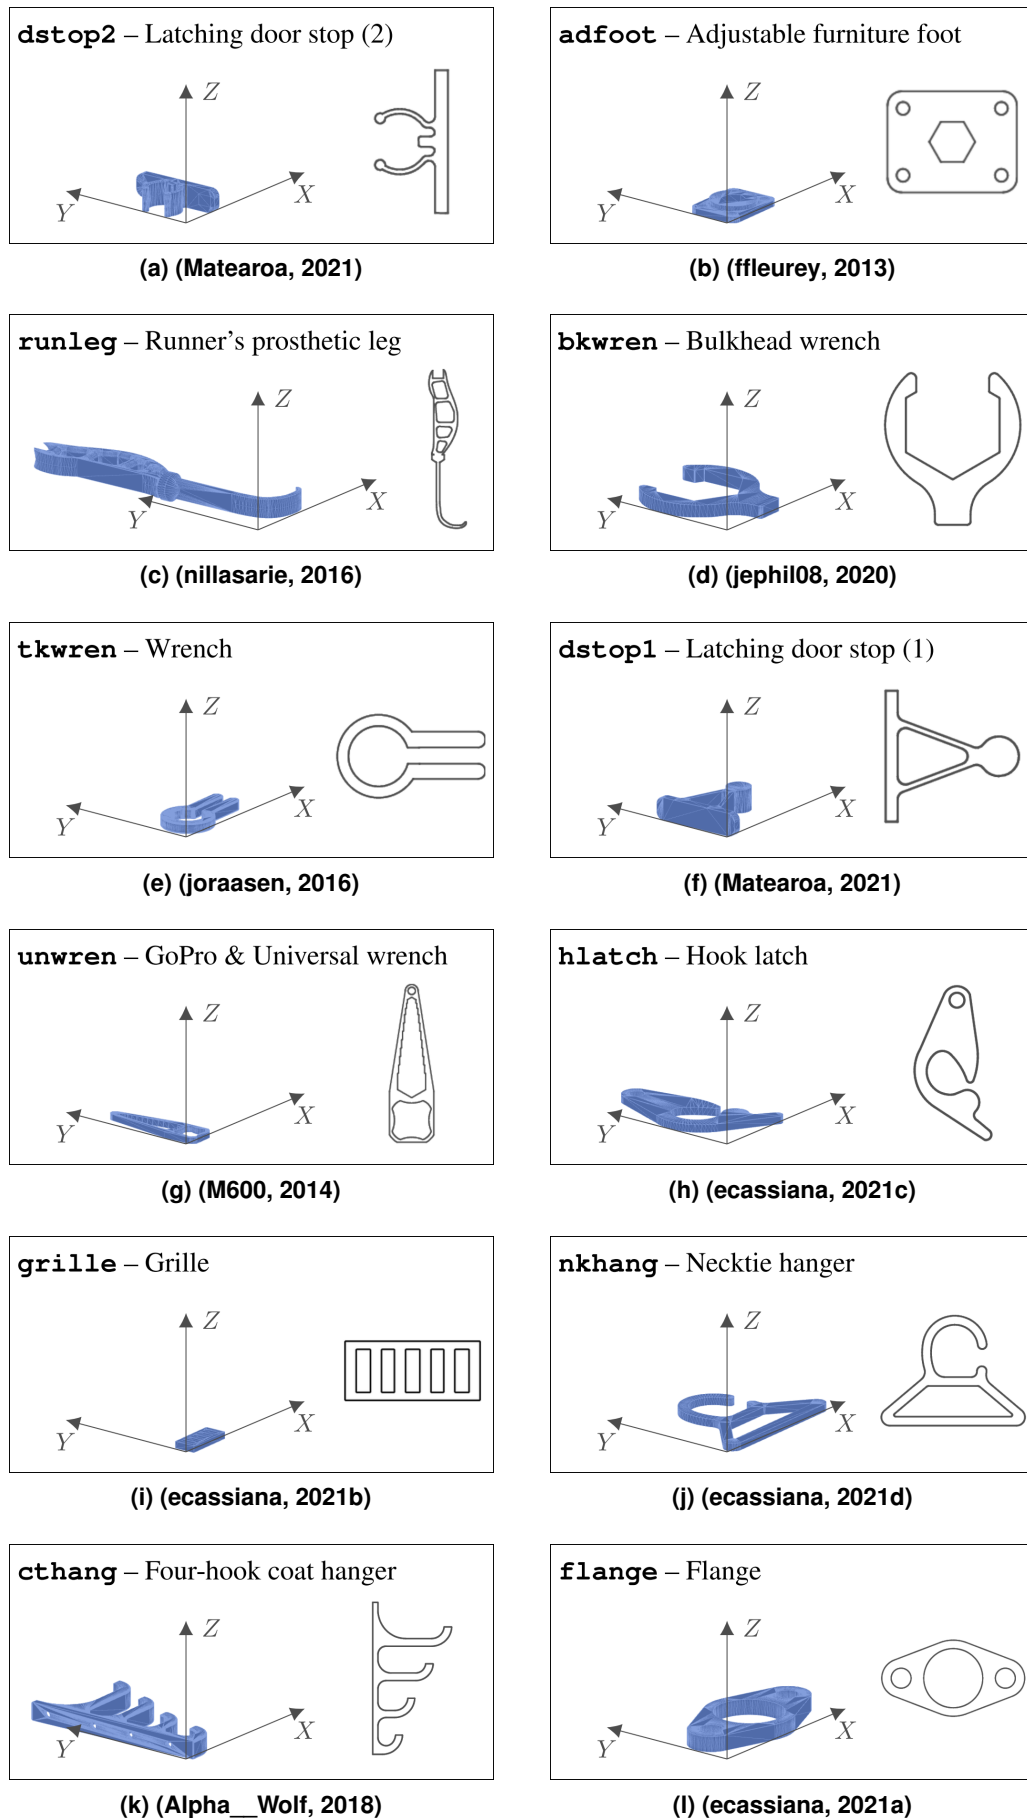 dstop2 – Latching door stop (2)
Z
Y
X
(a) (Matearoa, 2021)
adfoot – Adjustable furniture foot
Z
Y
X
(b) (ffleurey, 2013)
runleg – Runner's prosthetic leg
Z
Y
X
(c) (nillasarie, 2016)
bkwren – Bulkhead wrench
Z
Y
X
(d) (jephil08, 2020)
tkwren – Wrench
Z
Y
X
(e) (joraasen, 2016)
dstop1 – Latching door stop (1)
Z
Y
X
(f) (Matearoa, 2021)
unwren – GoPro & Universal wrench
Z
Y
X
(g) (M600, 2014)
hlatch – Hook latch
Z
Y
X
(h) (ecassiana, 2021c)
grille – Grille
Z
Y
X
(i) (ecassiana, 2021b)
nkhang – Necktie hanger
Z
Y
X
(j) (ecassiana, 2021d)
cthang – Four-hook coat hanger
Z
Y
X
(k) (Alpha__Wolf, 2018)
flange – Flange
Z
Y
X
(l) (ecassiana, 2021a)